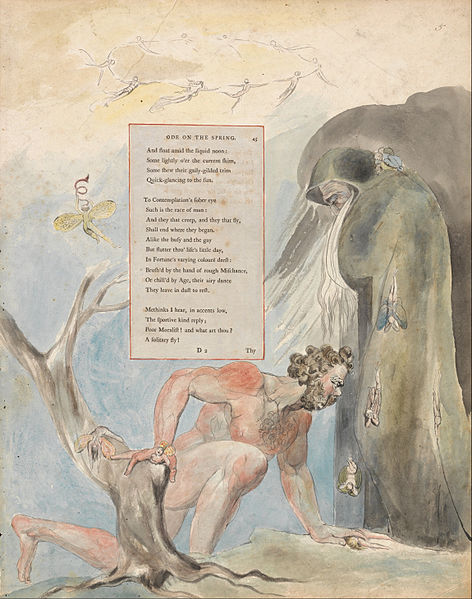 ODE ON THE SPRING. 45
And float amid the liquid noon:
Some lightly o'er the current ſkim,
Some ſhew their gaily-gilded trim
Quick-glancing to the ſun.
To Contemplation's ſober eye
Such is the race of man:
And they that creep, and they that fly,
Shall end where they began.
Alike the buſy and the gay
But flutter thro' life's little day,
In Fortune's varying colours dreſt:
Bruſh'd by the hand of rough Miſchance,
Or chill'd by Age, their airy dance
They leave in duſt to reſt.
Methinks I hear, in accents low,
The ſportive kind reply;
Poor Moraliſt! and what art thou?
A ſolitary fly!
D 2 Thy